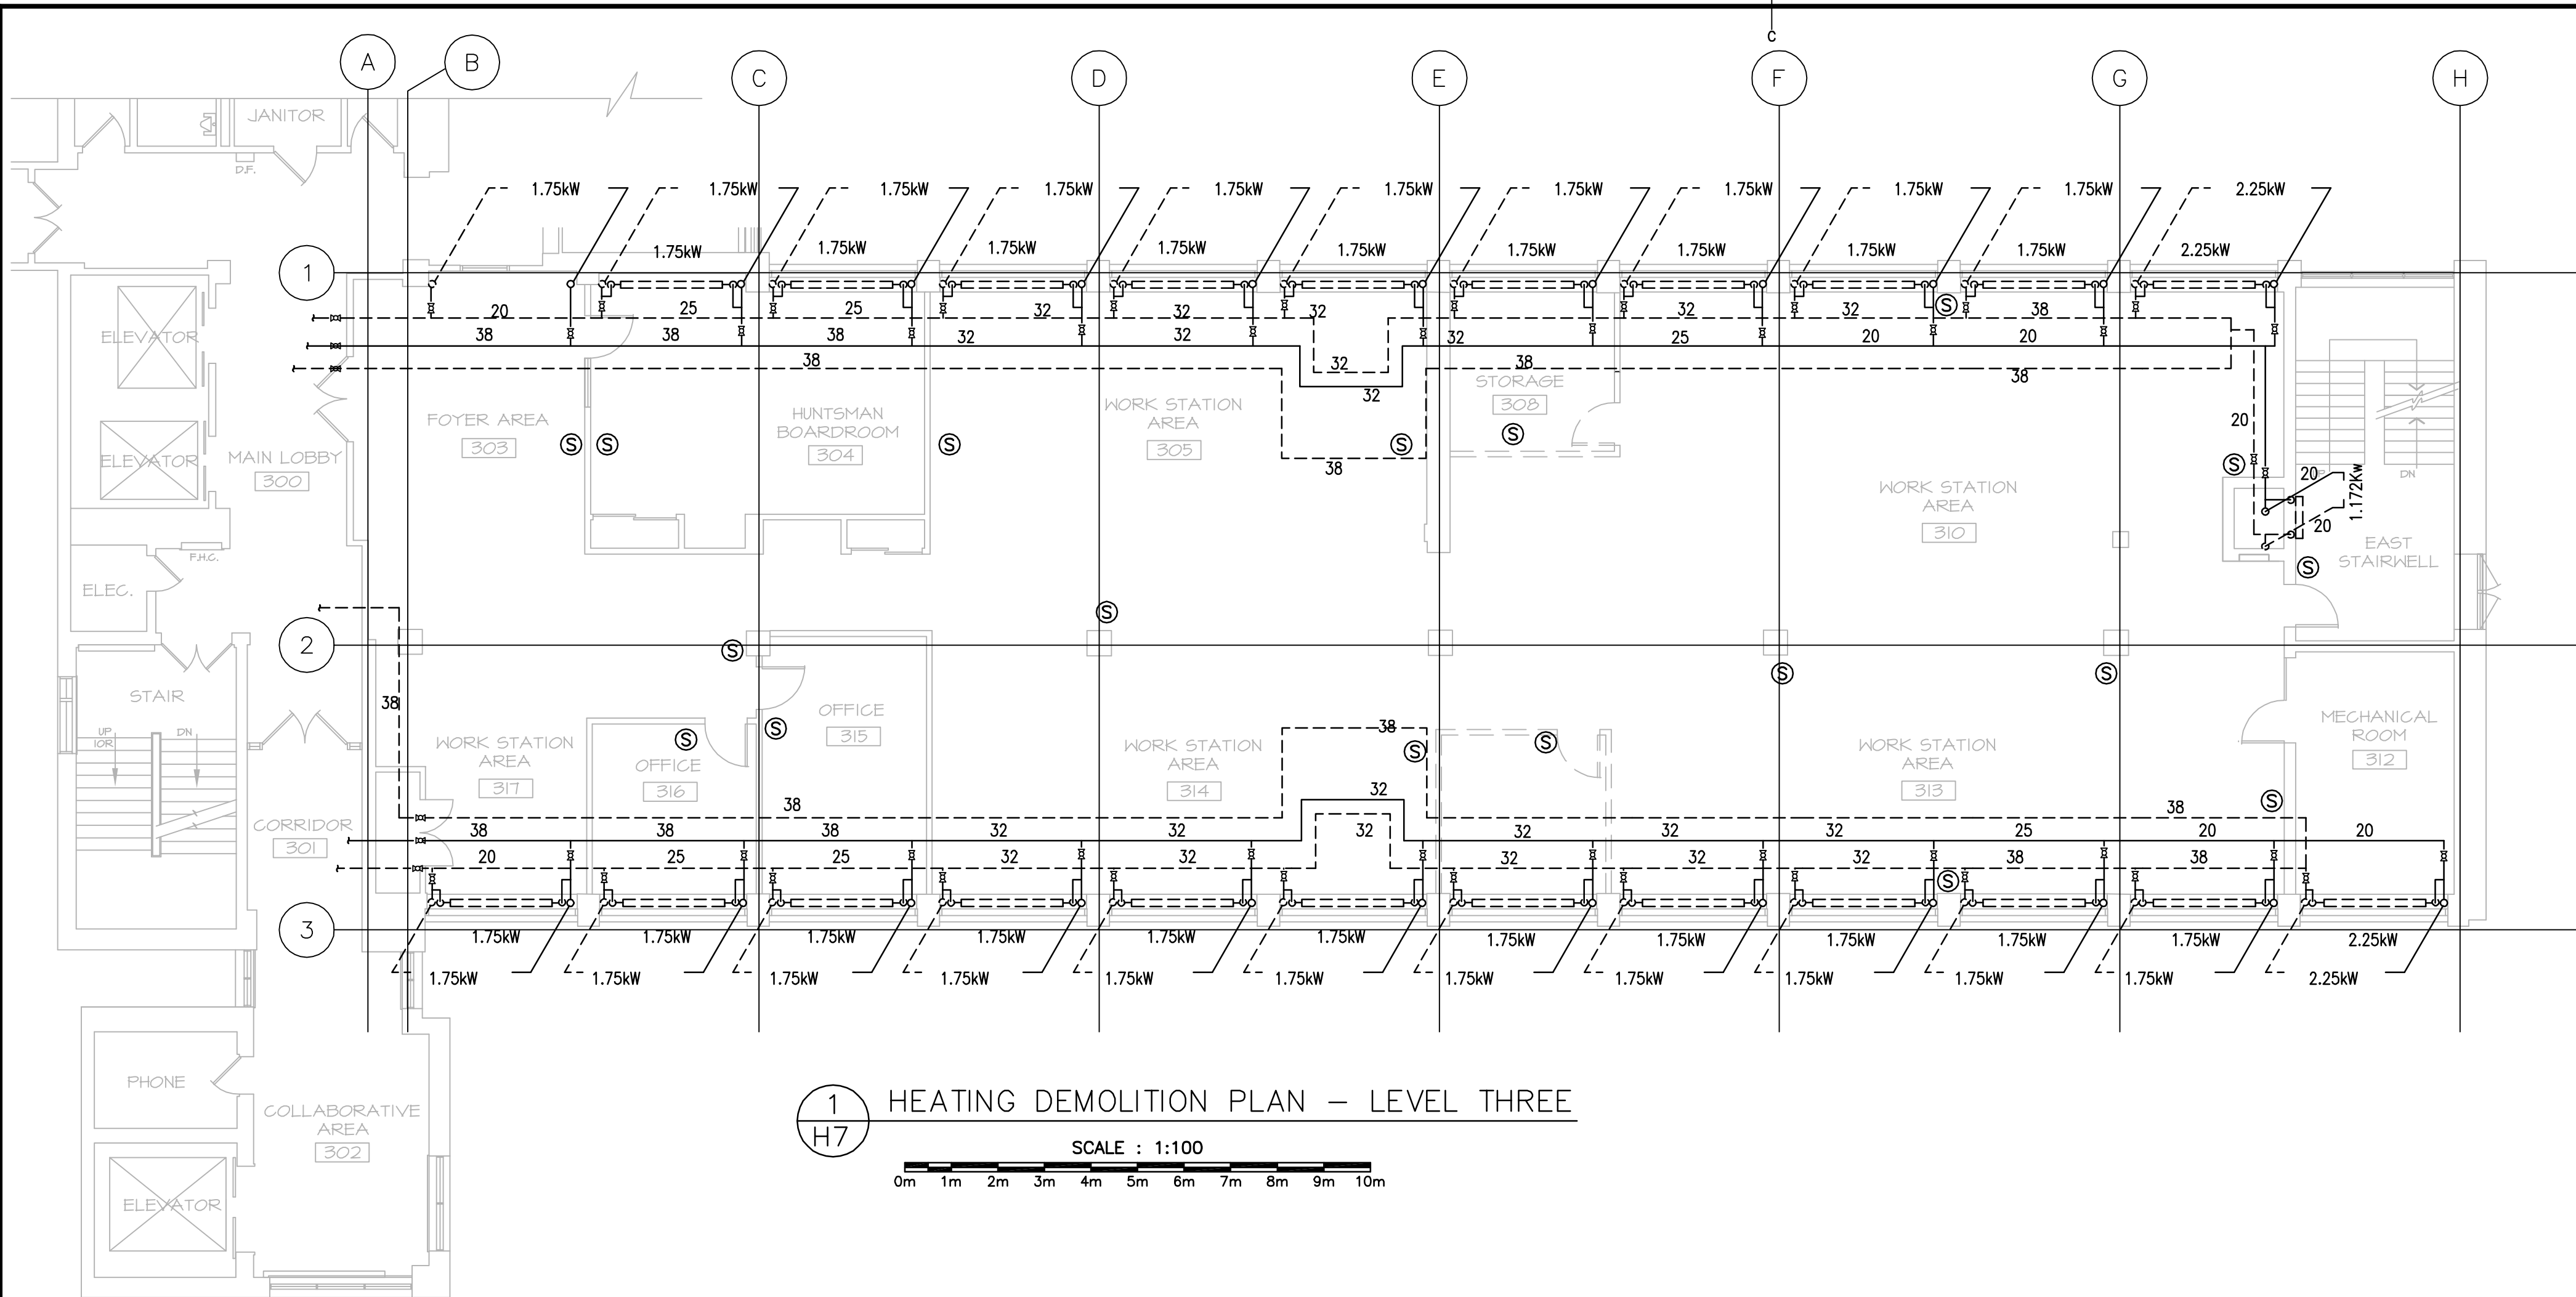 C
A
B
C
D
E
F
G
H
JANITOR
D.F.
1.75kW 1.75kW 1.75kW 1.75kW 1.75kW 1.75kW 1.75kW 1.75kW 1.75kW 1.75kW 2.25kW
1.75kW 1.75kW 1.75kW 1.75kW 1.75kW 1.75kW 1.75kW 1.75kW 1.75kW 2.25kW
1
20 25 25 32 32 32 32 32 32 38
S
38 38 38 32 32 32 25 20 20
ELEVATOR
38 32 38 38
32
STORAGE
308
S
FOYER AREA
303
HUNTSMAN
BOARDROOM
304
WORK STATION
AREA
305
S S S S
38
20
ELEVATOR
MAIN LOBBY
300
S
20
UP
DN
1.172Kw
20
WORK STATION
AREA
310
F.H.C.
ELEC.
EAST
STAIRWELL
S
S
2
S
S
S
STAIR
38
UP
10R
DN
OFFICE
315
S
S
38
S
S
MECHANICAL
ROOM
312
WORK STATION
AREA
317
OFFICE
316
WORK STATION
AREA
314
WORK STATION
AREA
313
S
38
32
38
CORRIDOR
301
38 38 38 32 32 32 32 32 32 25 20 20
20 25 25 32 32 32 32 32 38 38
S
3
1.75kW 1.75kW 1.75kW 1.75kW 1.75kW 1.75kW 1.75kW 1.75kW 1.75kW 1.75kW 1.75kW 2.25kW
1.75kW 1.75kW 1.75kW 1.75kW 1.75kW 1.75kW 1.75kW 1.75kW 1.75kW 1.75kW 1.75kW 2.25kW
PHONE
COLLABORATIVE
AREA
302
ELEVATOR
1
H7
HEATING DEMOLITION PLAN – LEVEL THREE
SCALE : 1:100
0m 1m 2m 3m 4m 5m 6m 7m 8m 9m 10m